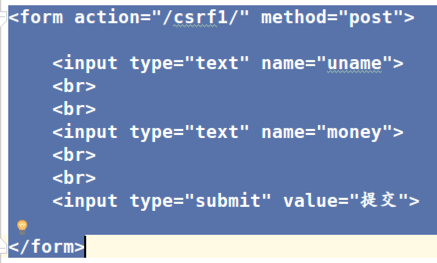 <form action="/csrf1/" method="post">
<input type="text" name="uname">
<br>
<br>
<input type="text" name="money">
<br>
<br>
<input type="submit" value="提交">
</form>